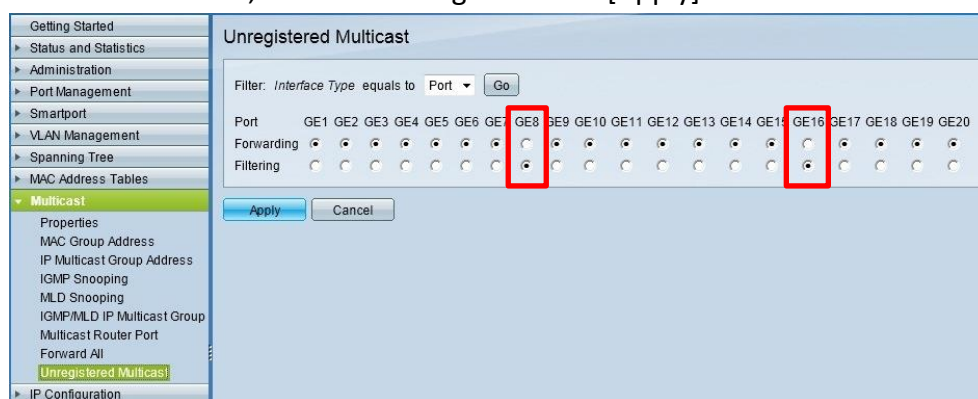 [Apply]
Getting Started
Status and Statistics
Administration
Port Management
Smartport
VLAN Management
Spanning Tree
MAC Address Tables
Multicast
Properties
MAC Group Address
IP Multicast Group Address
IGMP Snooping
MLD Snooping
IGMP/MLD IP Multicast Group
Multicast Router Port
Forward All
Unregistered Multicast
IP Configuration
Unregistered Multicast
Filter: Interface Type equals to Port Go
Port GE1 GE2 GE3 GE4 GE5 GE6 GE7 GE8 GE9 GE10 GE11 GE12 GE13 GE14 GE15 GE16 GE17 GE18 GE19 GE20
Forwarding
Filtering
Apply Cancel